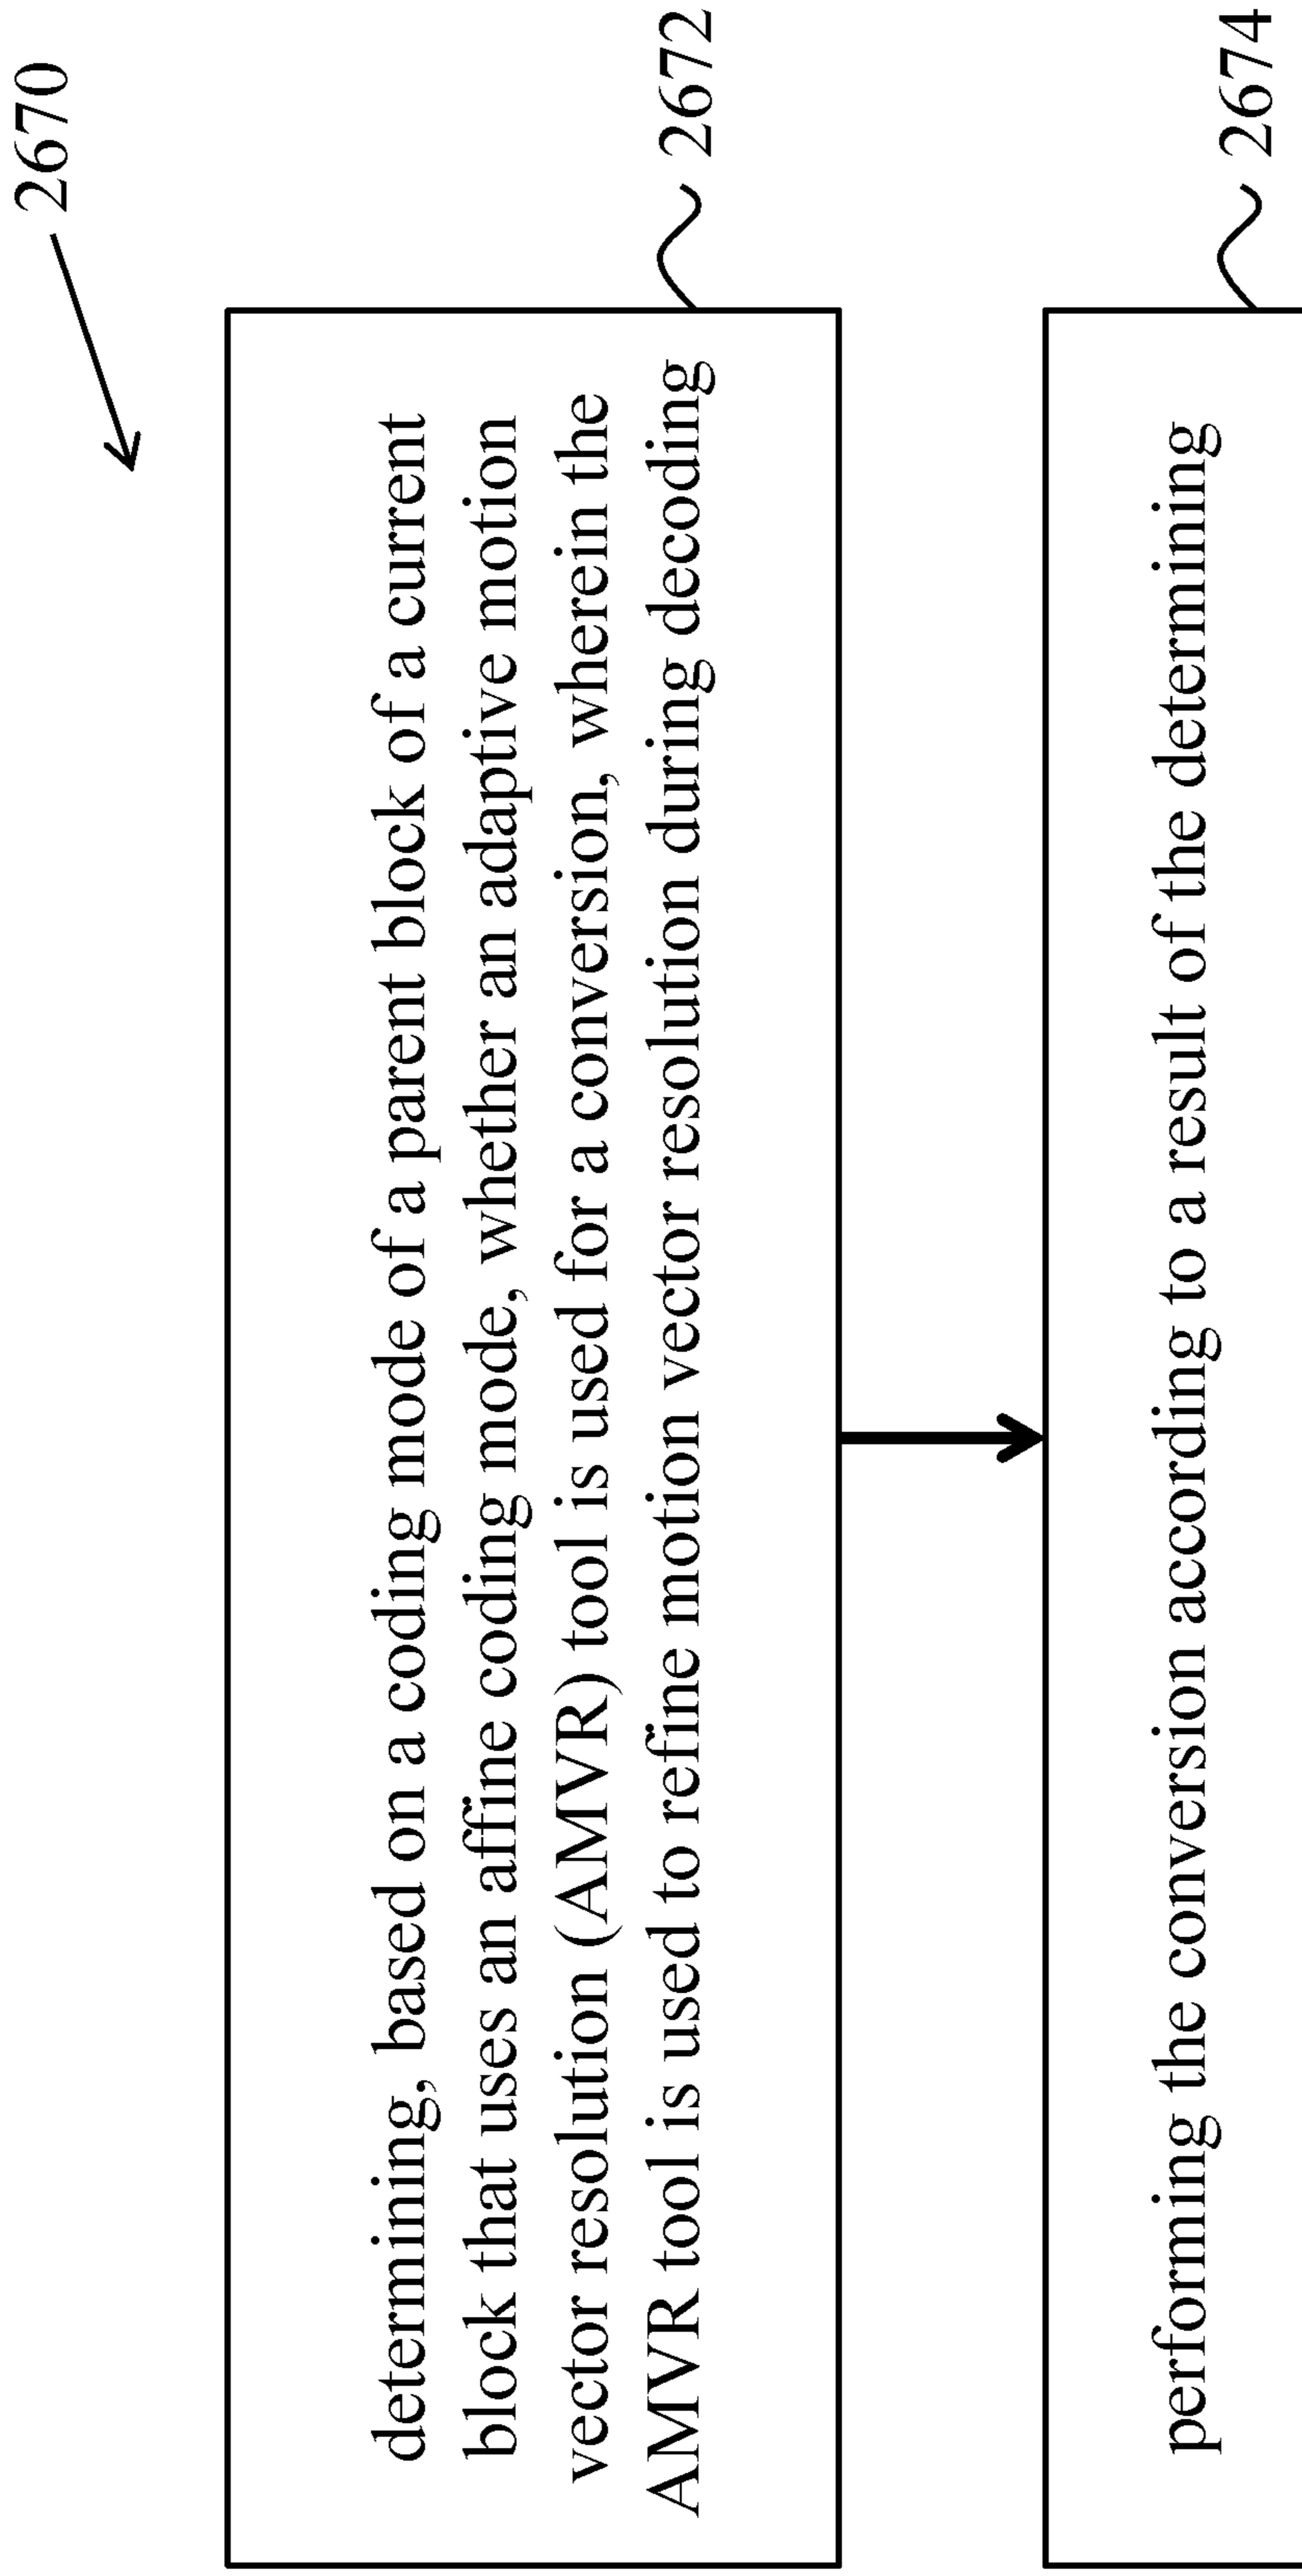 2670
determining, based on a coding mode of a parent block of a current
block that uses an affine coding mode, whether an adaptive motion
vector resolution (AMVR) tool is used for a conversion, wherein the
AMVR tool is used to refine motion vector resolution during decoding
2672
performing the conversion according to a result of the determining
2674